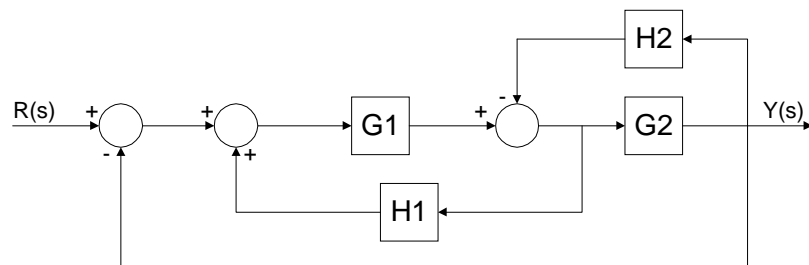 H2
-
R(s) + + G1 + G2 Y(s)
- +
H1